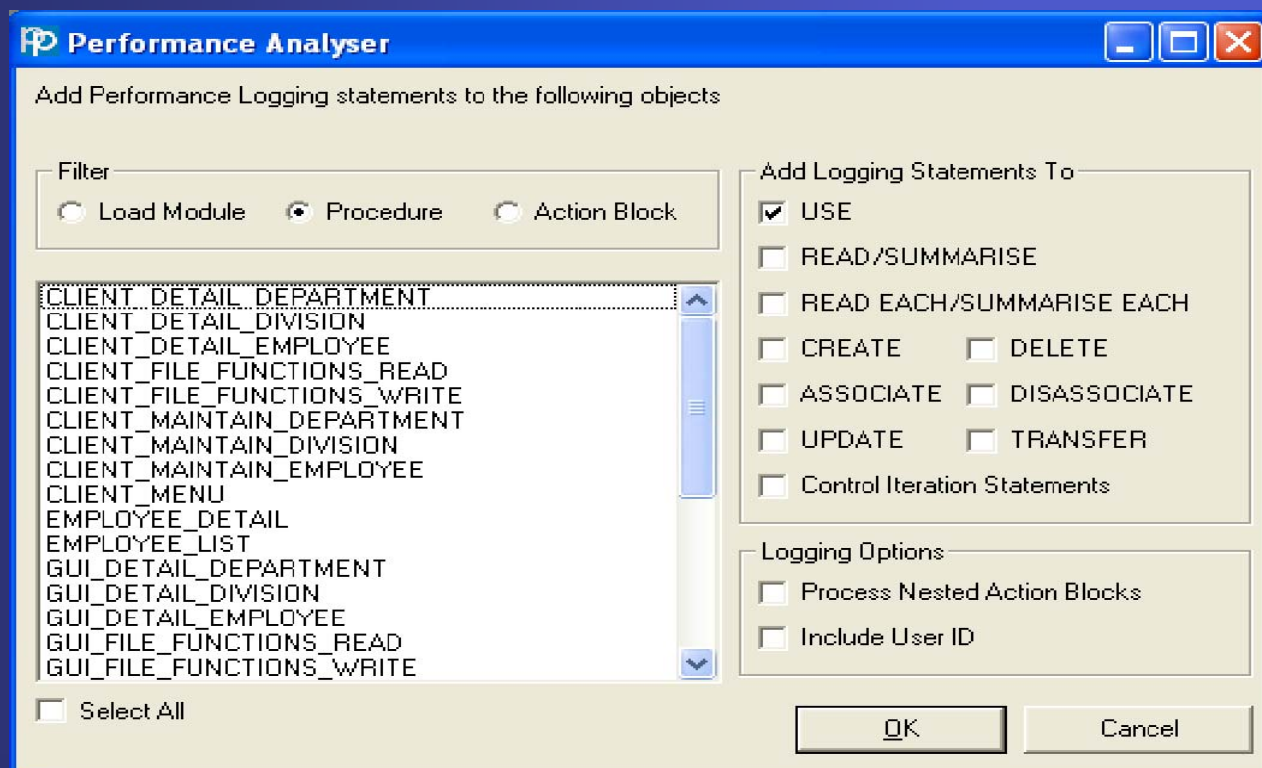 Performance Analyser
Add Performance Logging statements to the following objects
Filter
Load Module Procedure Action Block
CLIENT_DETAIL_DEPARTMENT
CLIENT_DETAIL_DIVISION
CLIENT_DETAIL_EMPLOYEE
CLIENT_FILE_FUNCTIONS_READ
CLIENT_FILE_FUNCTIONS_WRITE
CLIENT_MAINTAIN_DEPARTMENT
CLIENT_MAINTAIN_DIVISION
CLIENT_MAINTAIN_EMPLOYEE
CLIENT_MENU
EMPLOYEE_DETAIL
EMPLOYEE_LIST
GUI_DETAIL_DEPARTMENT
GUI_DETAIL_DIVISION
GUI_DETAIL_EMPLOYEE
GUI_FILE_FUNCTIONS_READ
GUI_FILE_FUNCTIONS_WRITE
Select All
Add Logging Statements To
USE
READ/SUMMARISE
READ EACH/SUMMARISE EACH
CREATE DELETE
ASSOCIATE DISASSOCIATE
UPDATE TRANSFER
Control Iteration Statements
Logging Options
Process Nested Action Blocks
Include User ID
OK Cancel